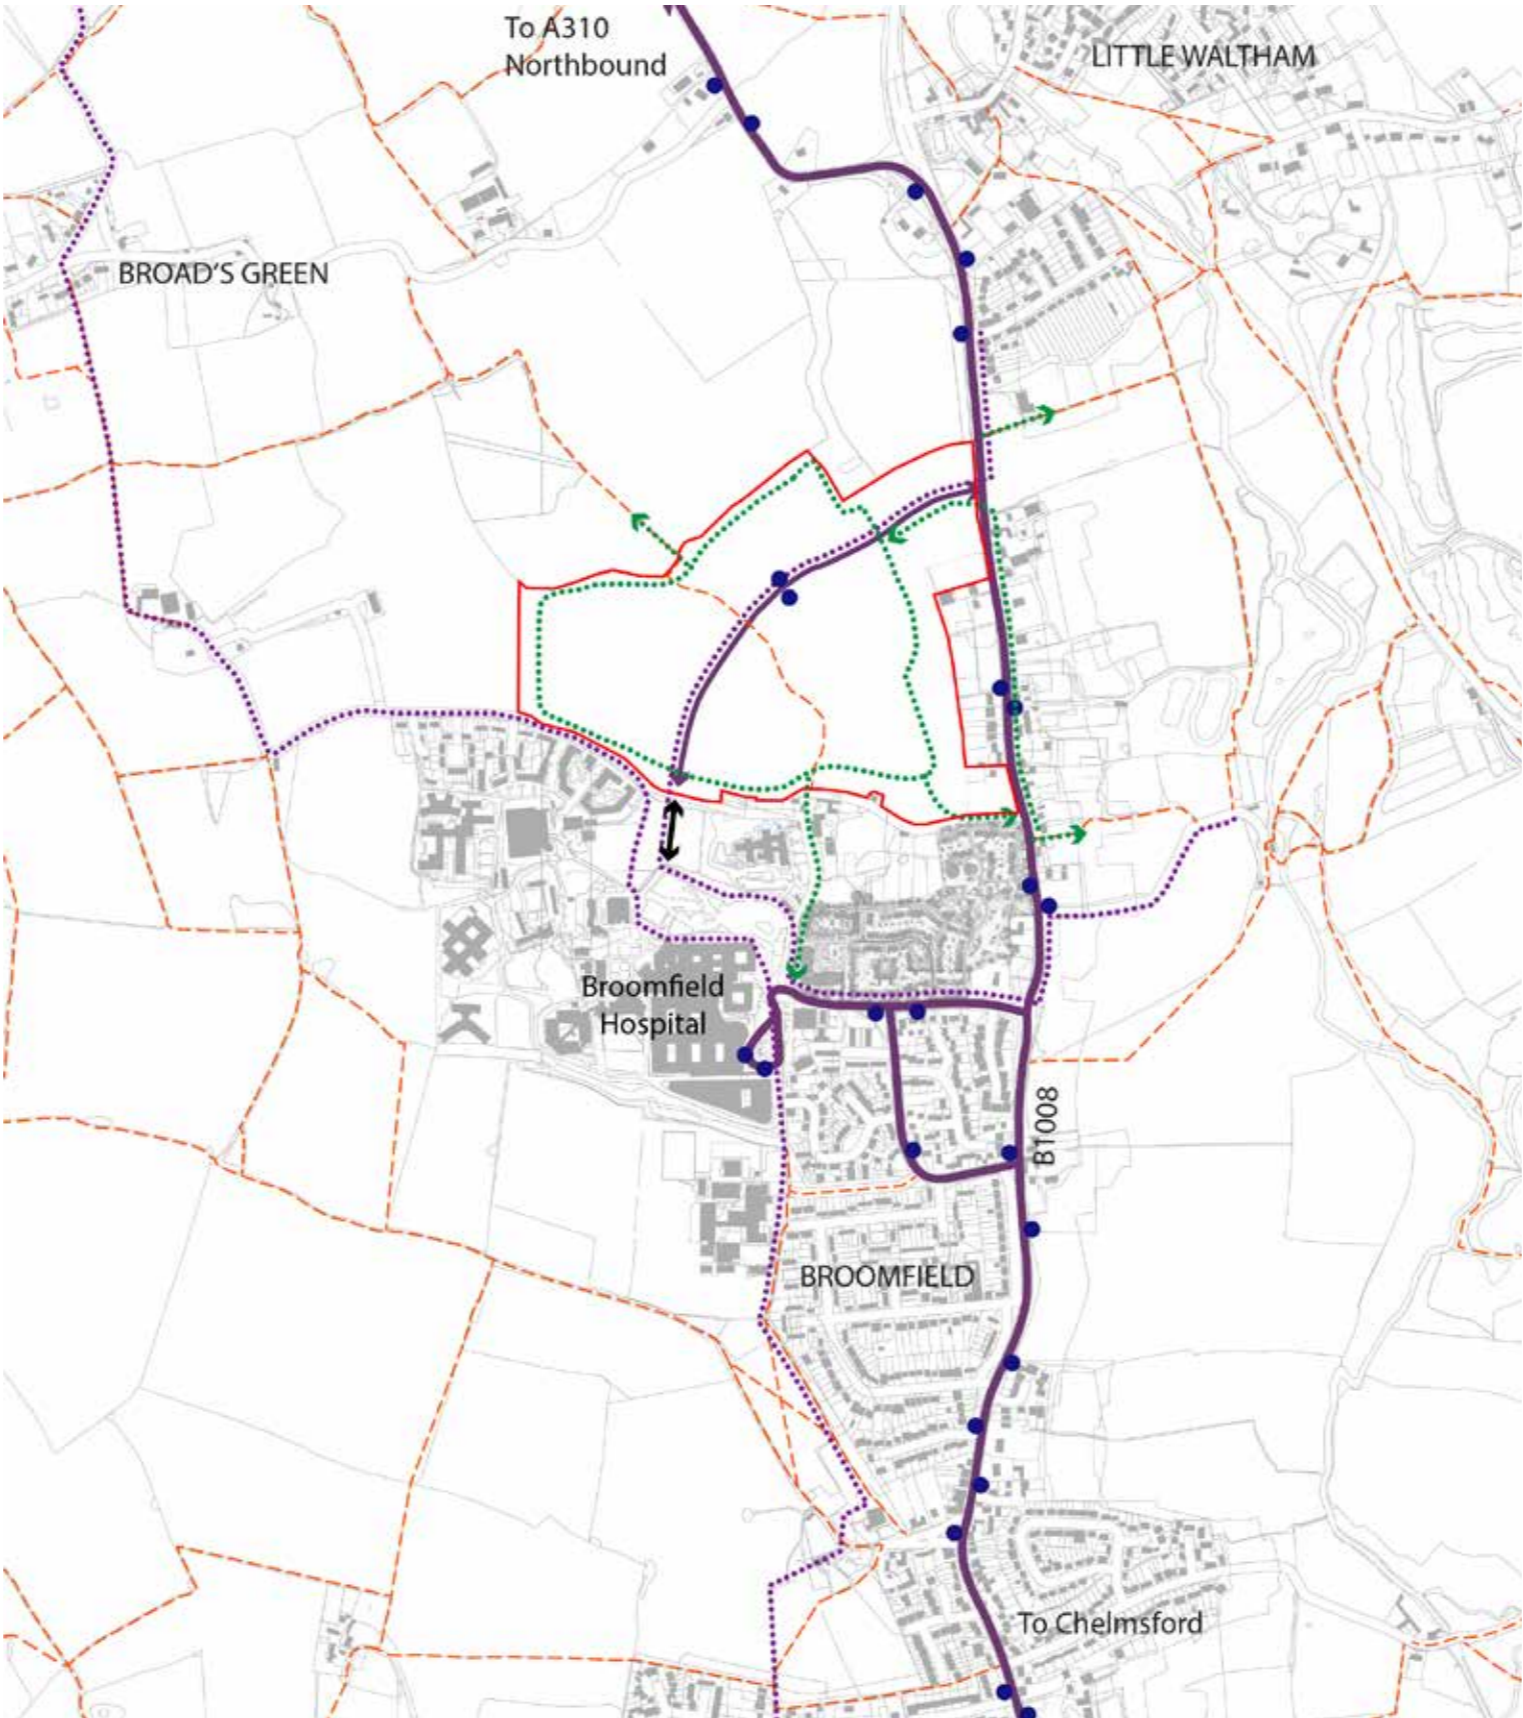 To A310
Northbound
LITTLE WALTHAM
BROAD'S GREEN
Broomfield
Hospital
B1008
BROOMFIELD
To Chelmsford